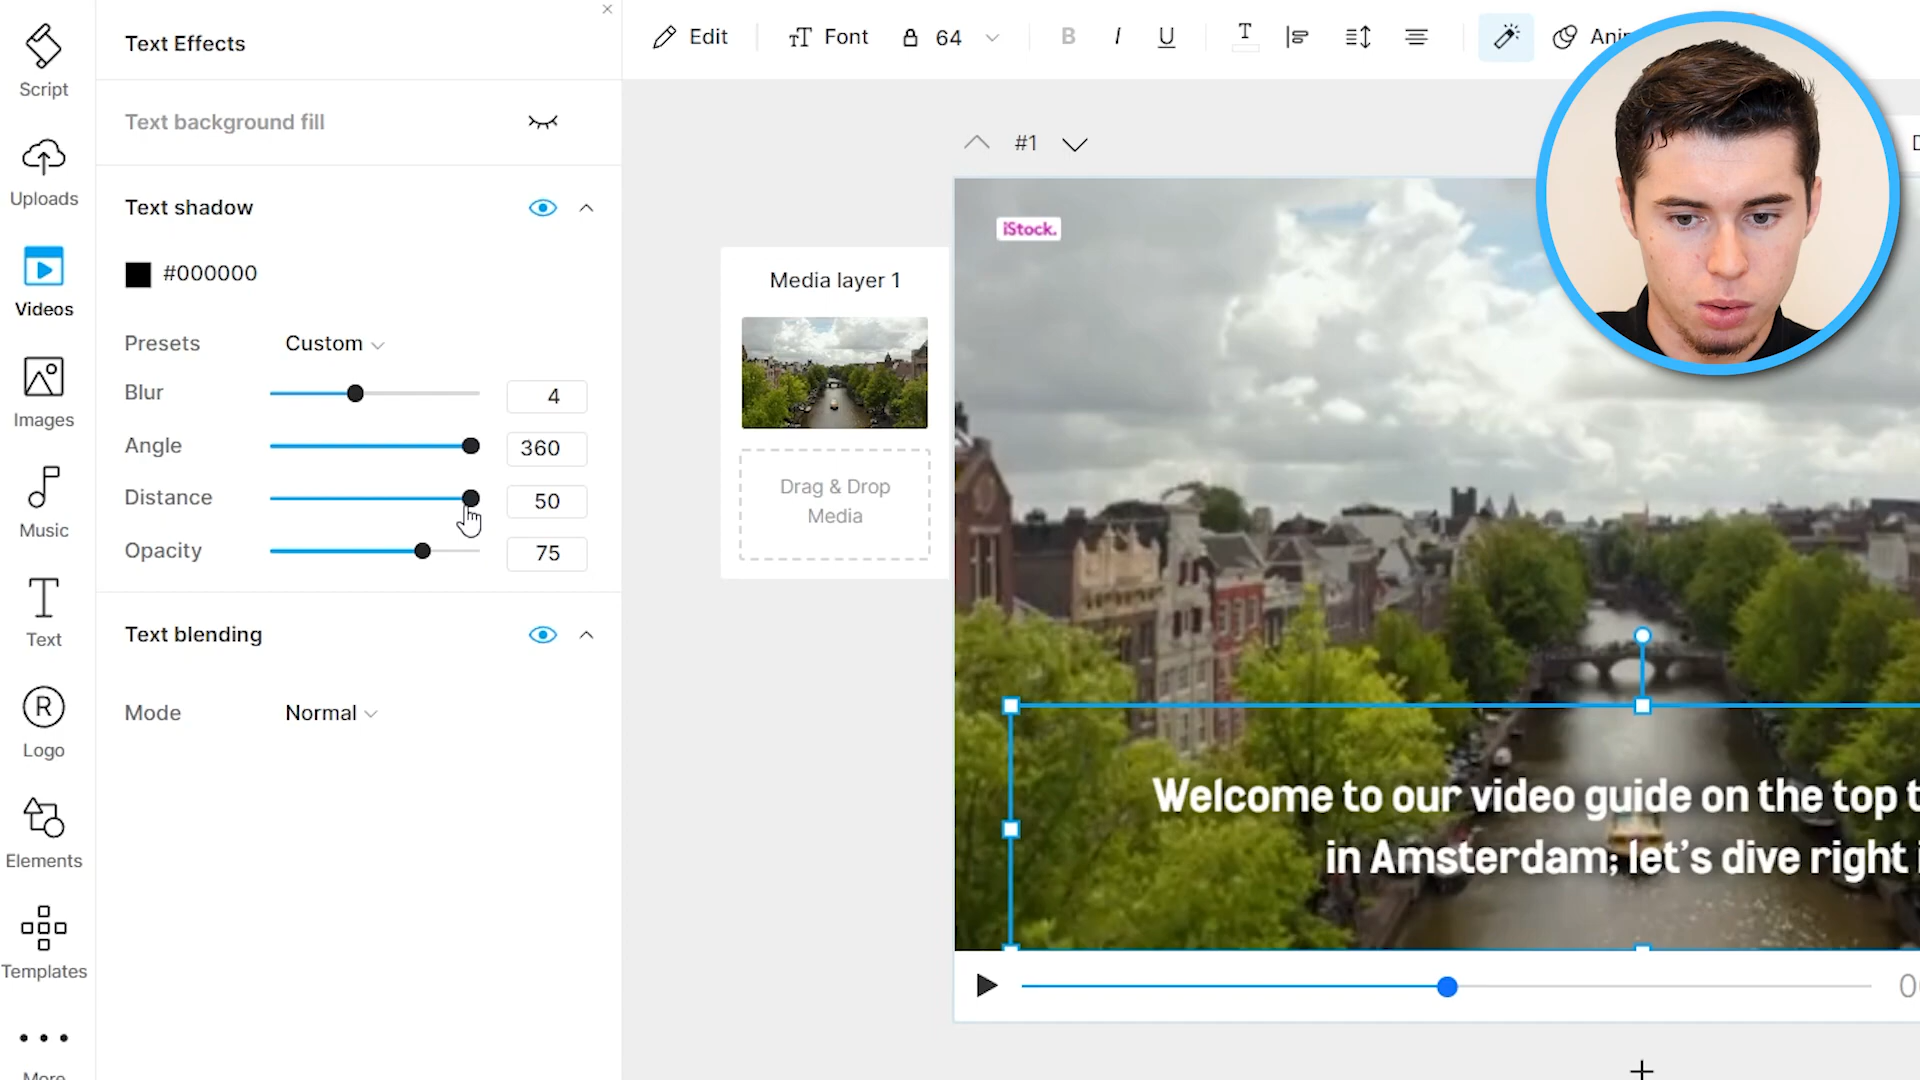 Script
Uploads
Videos
Images
Music
Text
Logo
Elements
Templates
More
Text Effects
Text background fill
Text shadow
#000000
Presets Custom
Blur 4
Angle 360
Distance 50
Opacity 75
Text blending
Mode Normal
Edit
Font
64
B I U
T
#1
Media layer 1
Drag & Drop
Media
iStock.
Welcome to our video guide on the top
in Amsterdam; let's dive right